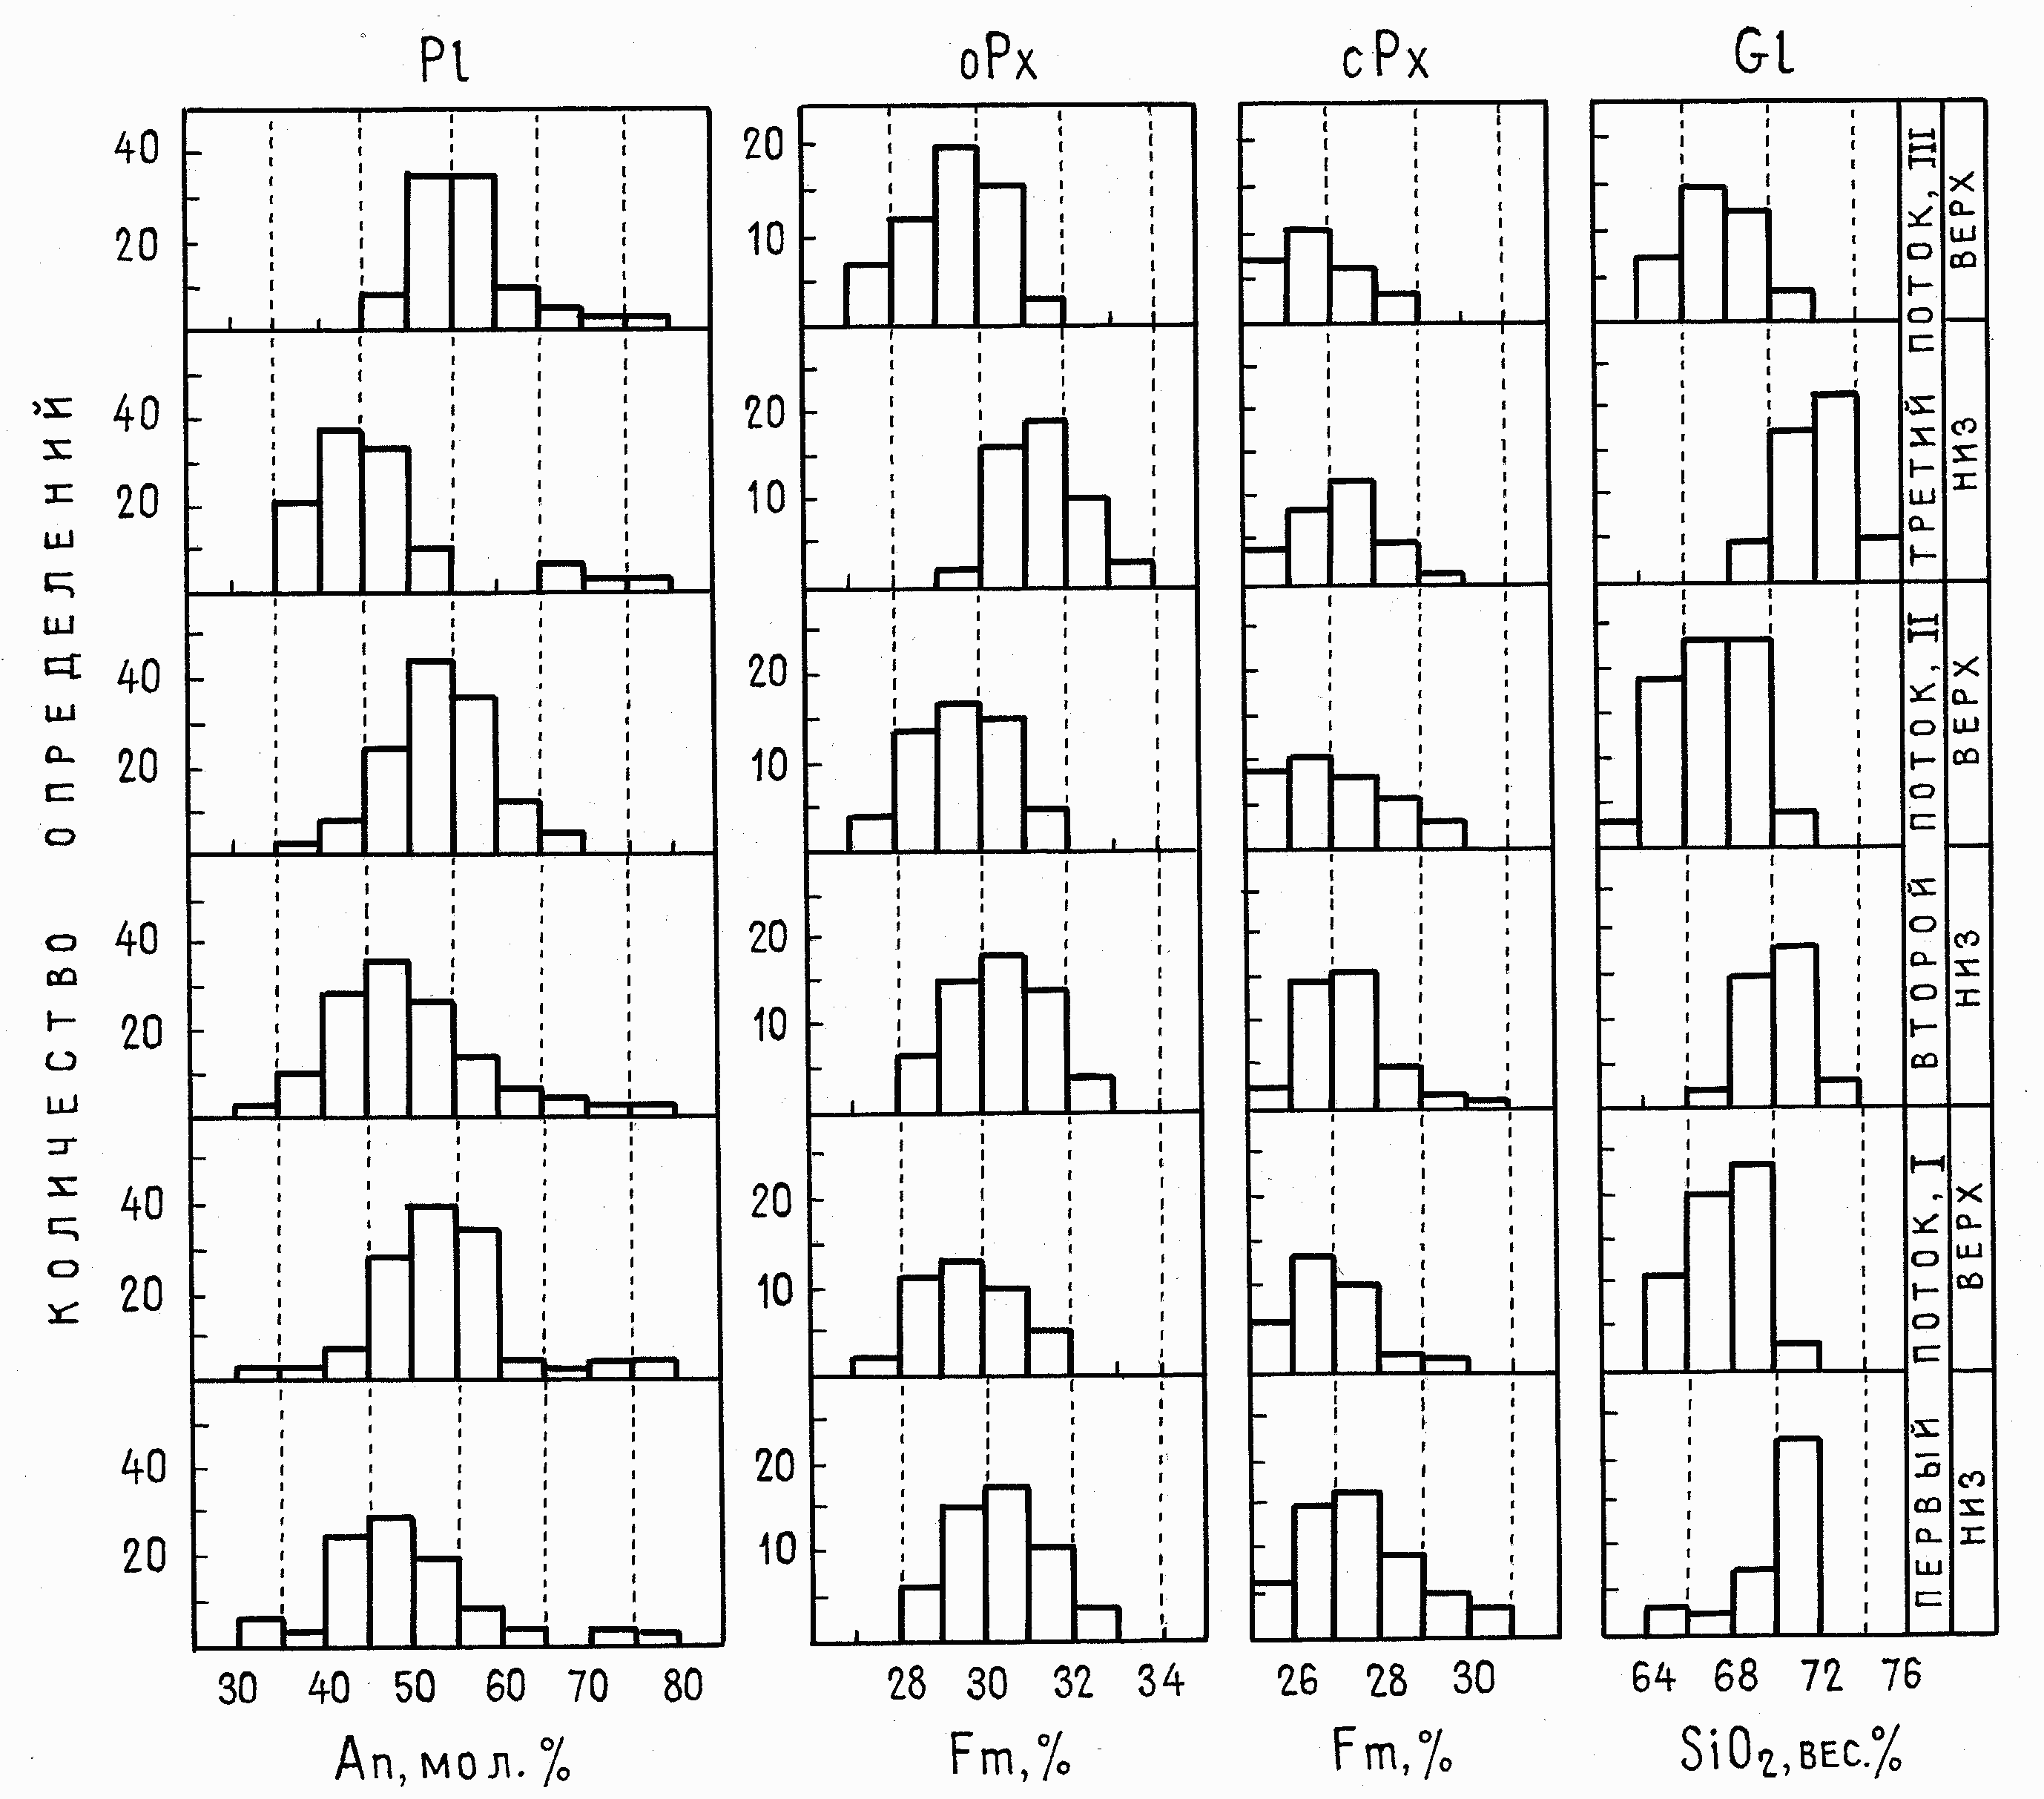 Pl oPx cPx Gl
КОЛИЧЕСТВО ОПРЕДЕЛЕНИЙ
40 20
20 10
ТРЕТИЙ ПОТОК, III
ВЕРХ
40 20
20 10
НИЗ
40 20
20 10
ВТОРОЙ ПОТОК, II
ВЕРХ
40 20
20 10
НИЗ
40 20
20 10
ПЕРВЫЙ ПОТОК, I
ВЕРХ
40 20
20 10
НИЗ
30 40 50 60 70 80 28 30 32 34 26 28 30 64 68 72 76
An, мол. % Fm, % Fm, % SiO₂, вес. %